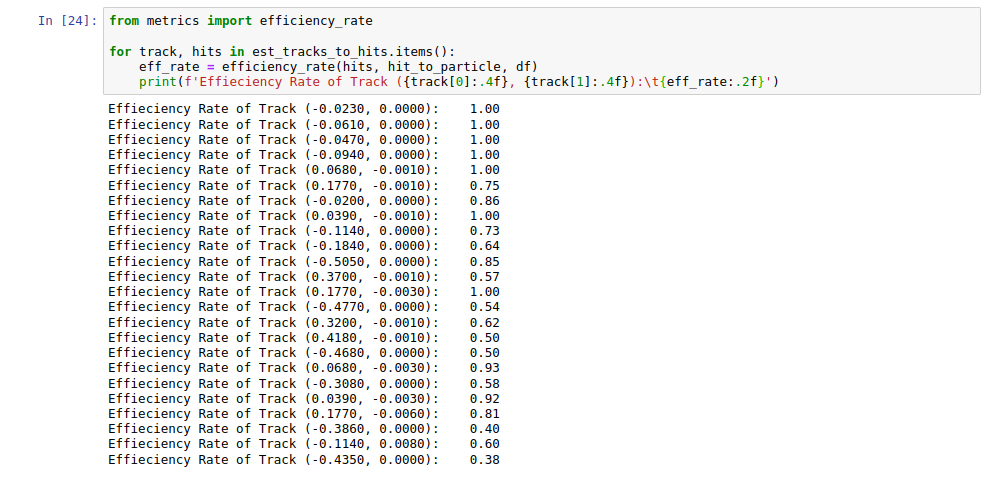 In [24]: from metrics import efficiency_rate
for track, hits in est_tracks_to_hits.items():
    eff_rate = efficiency_rate(hits, hit_to_particle, df)
    print(f'Effieciency Rate of Track ({track[0]:.4f}, {track[1]:.4f}):\t{eff_rate:.2f}')
Effieciency Rate of Track (-0.0230, 0.0000): 1.00
Effieciency Rate of Track (-0.0610, 0.0000): 1.00
Effieciency Rate of Track (-0.0470, 0.0000): 1.00
Effieciency Rate of Track (-0.0940, 0.0000): 1.00
Effieciency Rate of Track (0.0680, -0.0010): 1.00
Effieciency Rate of Track (0.1770, -0.0010): 0.75
Effieciency Rate of Track (-0.0200, 0.0000): 0.86
Effieciency Rate of Track (0.0390, -0.0010): 1.00
Effieciency Rate of Track (-0.1140, 0.0000): 0.73
Effieciency Rate of Track (-0.1840, 0.0000): 0.64
Effieciency Rate of Track (-0.5050, 0.0000): 0.85
Effieciency Rate of Track (0.3700, -0.0010): 0.57
Effieciency Rate of Track (0.1770, -0.0030): 1.00
Effieciency Rate of Track (-0.4770, 0.0000): 0.54
Effieciency Rate of Track (0.3200, -0.0010): 0.62
Effieciency Rate of Track (0.4180, -0.0010): 0.50
Effieciency Rate of Track (-0.4680, 0.0000): 0.50
Effieciency Rate of Track (0.0680, -0.0030): 0.93
Effieciency Rate of Track (-0.3080, 0.0000): 0.58
Effieciency Rate of Track (0.0390, -0.0030): 0.92
Effieciency Rate of Track (0.1770, -0.0060): 0.81
Effieciency Rate of Track (-0.3860, 0.0000): 0.40
Effieciency Rate of Track (-0.1140, 0.0080): 0.60
Effieciency Rate of Track (-0.4350, 0.0000): 0.38